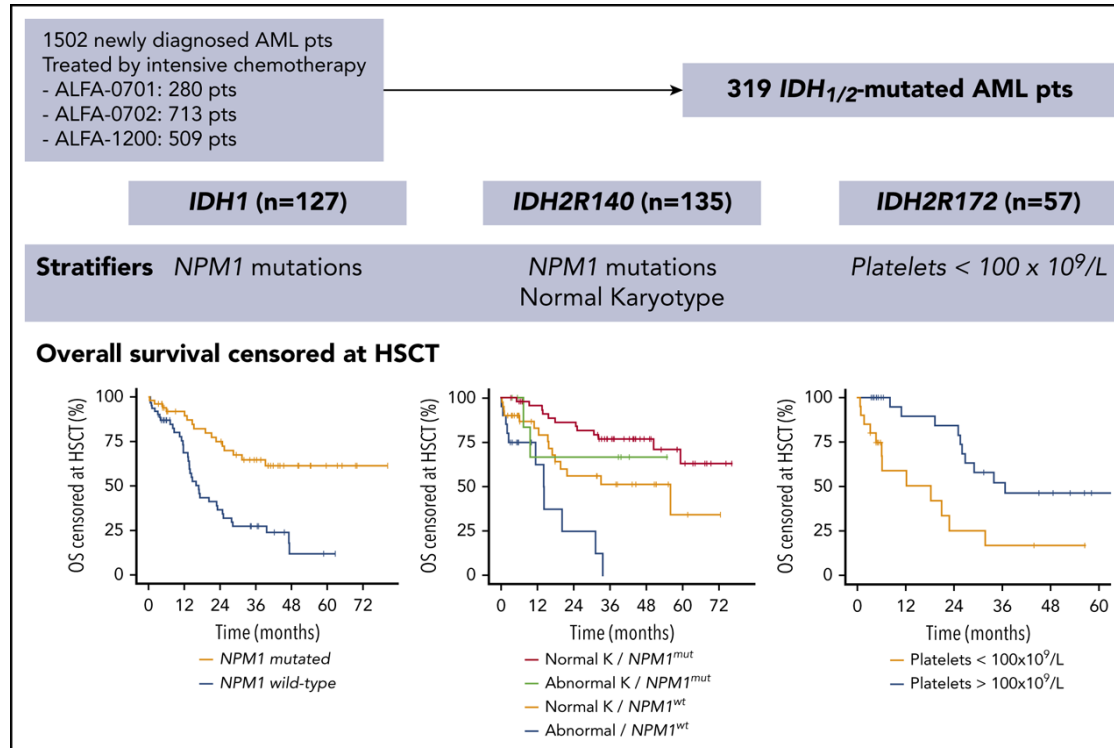 1502 newly diagnosed AML pts
Treated by intensive chemotherapy
- ALFA-0701: 280 pts
- ALFA-0702: 713 pts
- ALFA-1200: 509 pts
319 IDH1/2-mutated AML pts
IDH1 (n=127)
IDH2R140 (n=135)
IDH2R172 (n=57)
Stratifiers
NPM1 mutations
NPM1 mutations
Normal Karyotype
Platelets < 100 x 10⁹/L
Overall survival censored at HSCT
OS censored at HSCT (%)
100
75
50
25
0
0 12 24 36 48 60 72
Time (months)
NPM1 mutated
NPM1 wild-type
OS censored at HSCT (%)
100
75
50
25
0
0 12 24 36 48 60 72
Time (months)
Normal K / NPM1ᵐᵘᵗ
Abnormal K / NPM1ᵐᵘᵗ
Normal K / NPM1ʷᵗ
Abnormal / NPM1ʷᵗ
OS censored at HSCT (%)
100
75
50
25
0
0 12 24 36 48 60
Time (months)
Platelets < 100x10⁹/L
Platelets > 100x10⁹/L